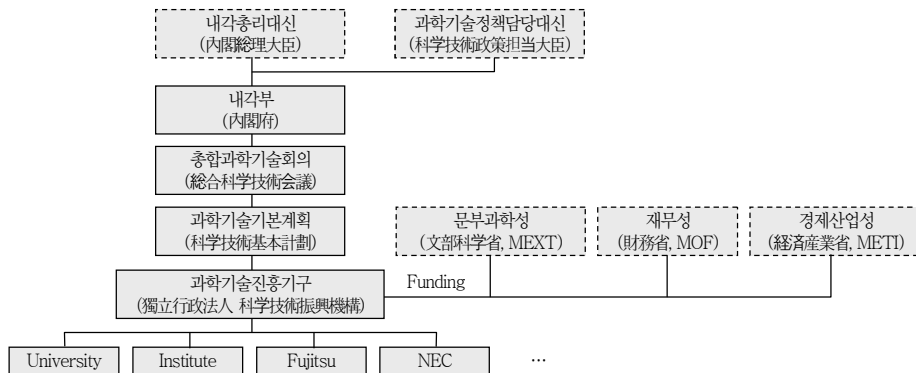 내각총리대신
(內閣総理大臣)
과학기술정책담당대신
(科学技術政策担当大臣)
내각부
(內閣府)
총합과학기술회의
(総合科学技術会議)
과학기술기본계획
(科学技術基本計劃)
문부과학성
(文部科学省, MEXT)
재무성
(財務省, MOF)
경제산업성
(経済産業省, METI)
과학기술진흥기구
(獨立行政法人 科学技術振興機構)
Funding
University
Institute
Fujitsu
NEC
…